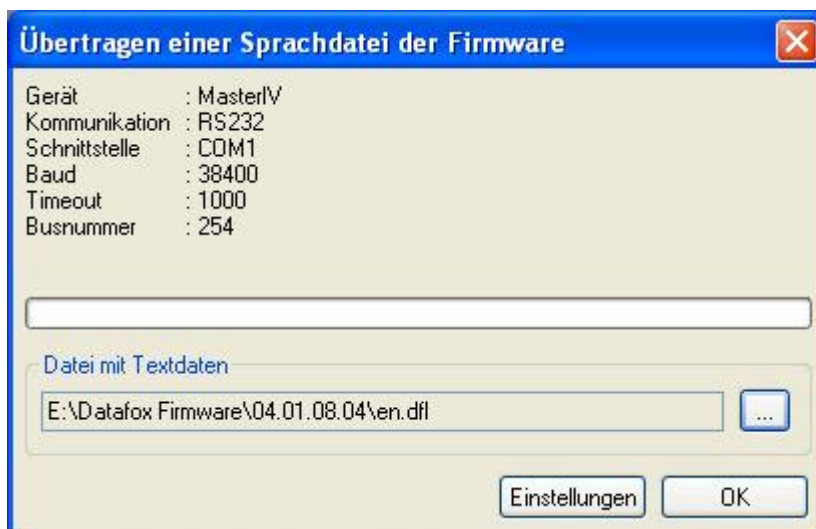 Übertragen einer Sprachdatei der Firmware
Gerät : MasterIV
Kommunikation : RS232
Schnittstelle : COM1
Baud : 38400
Timeout : 1000
Busnummer : 254
Datei mit Textdaten
E:\Datafox Firmware\04.01.08.04\en.dfl
...
Einstellungen
OK